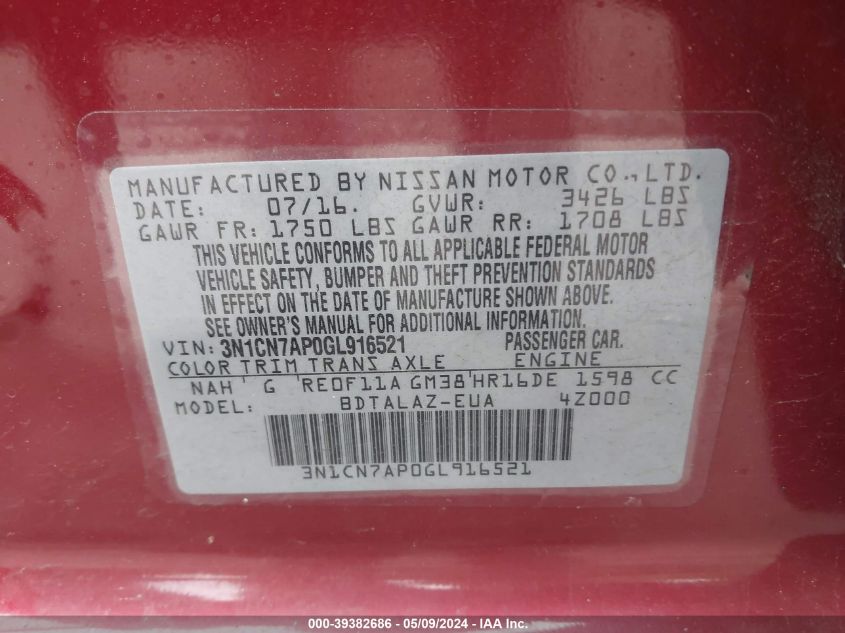 MANUFACTURED BY NISSAN MOTOR CO.,LTD.
DATE: 07/16. GVWR: 3426 LBS
GAWR FR: 1750 LBS GAWR RR: 1708 LBS
THIS VEHICLE CONFORMS TO ALL APPLICABLE FEDERAL MOTOR
VEHICLE SAFETY, BUMPER AND THEFT PREVENTION STANDARDS
IN EFFECT ON THE DATE OF MANUFACTURE SHOWN ABOVE.
SEE OWNER'S MANUAL FOR ADDITIONAL INFORMATION.
VIN: 3N1CN7AP0GL916521 PASSENGER CAR.
COLOR TRIM TRANS AXLE ENGINE
NAH G RE0F11A GM38 HR16DE 1598 CC
MODEL: BDTALAZ-EUA 4Z000
3N1CN7AP0GL916521
000-39382686 - 05/09/2024 - IAA Inc.